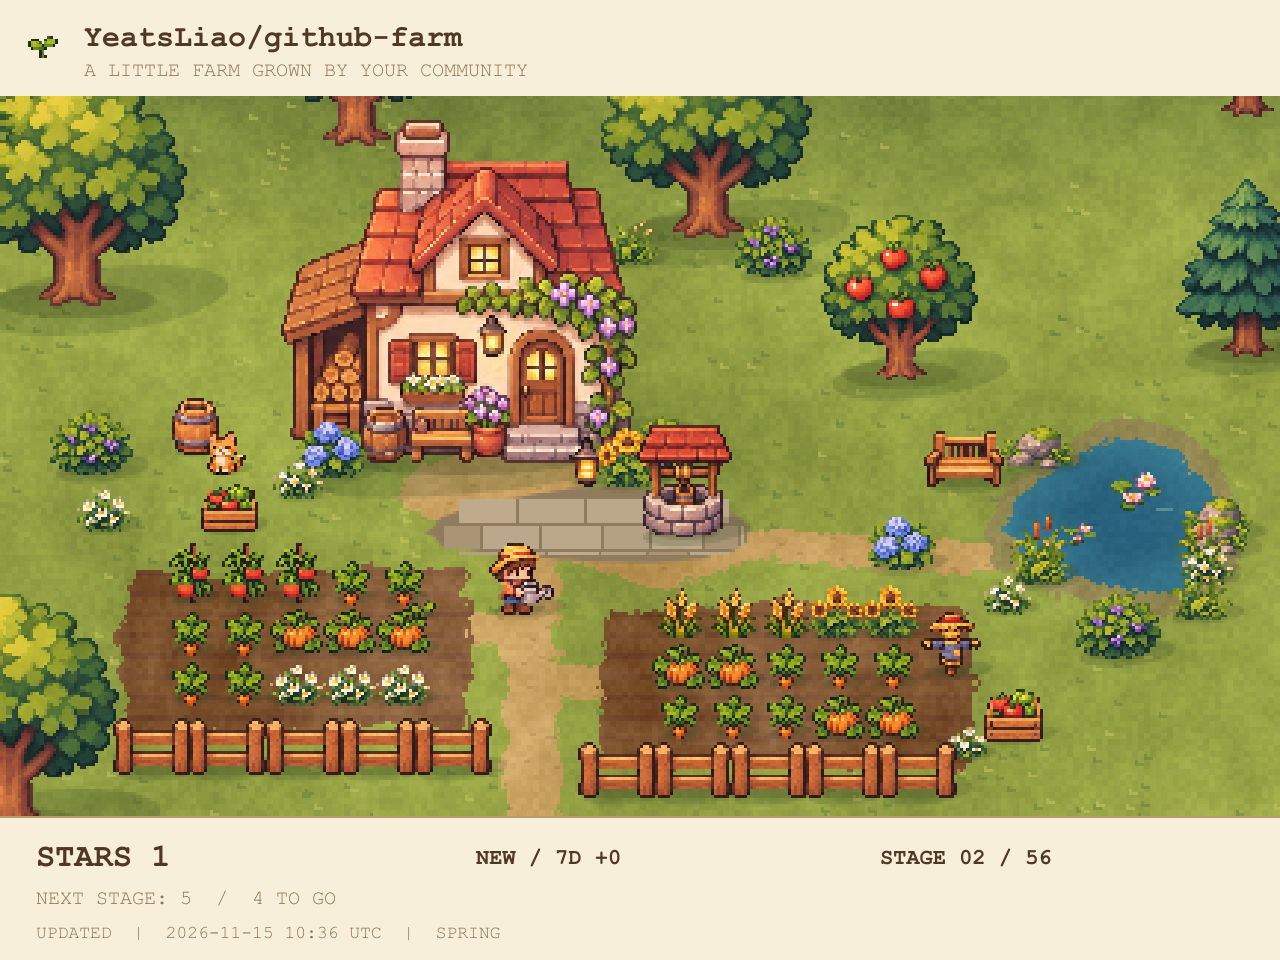 YeatsLiao/github-farm
A LITTLE FARM GROWN BY YOUR COMMUNITY
STARS 1
NEW / 7D +0
STAGE 02 / 56
NEXT STAGE: 5 / 4 TO GO
UPDATED | 2026-11-15 10:36 UTC | SPRING